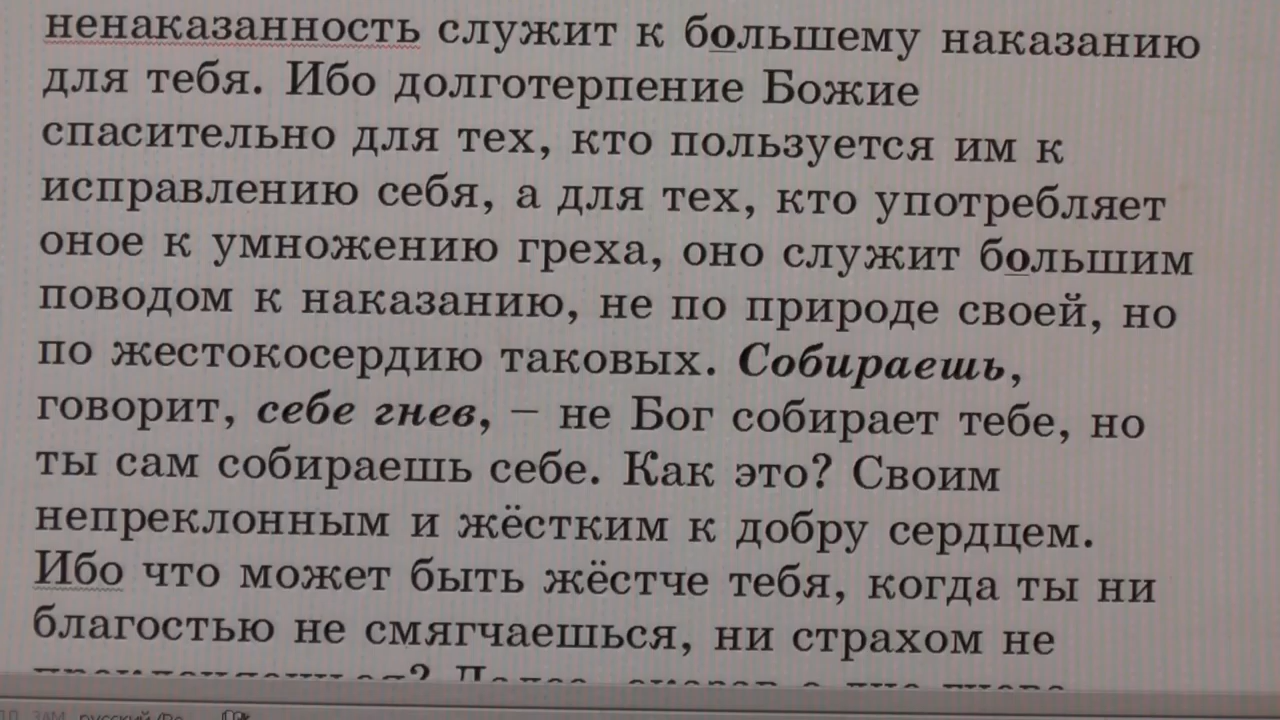 ненаказанность служит к большему наказанию
для тебя. Ибо долготерпение Божие
спасительно для тех, кто пользуется им к
исправлению себя, а для тех, кто употребляет
оное к умножению греха, оно служит большим
поводом к наказанию, не по природе своей, но
по жестокосердию таковых. Собираешь,
говорит, себе гнев, – не Бог собирает тебе, но
ты сам собираешь себе. Как это? Своим
непреклонным и жёстким к добру сердцем.
Ибо что может быть жёстче тебя, когда ты ни
благостью не смягчаешься, ни страхом не